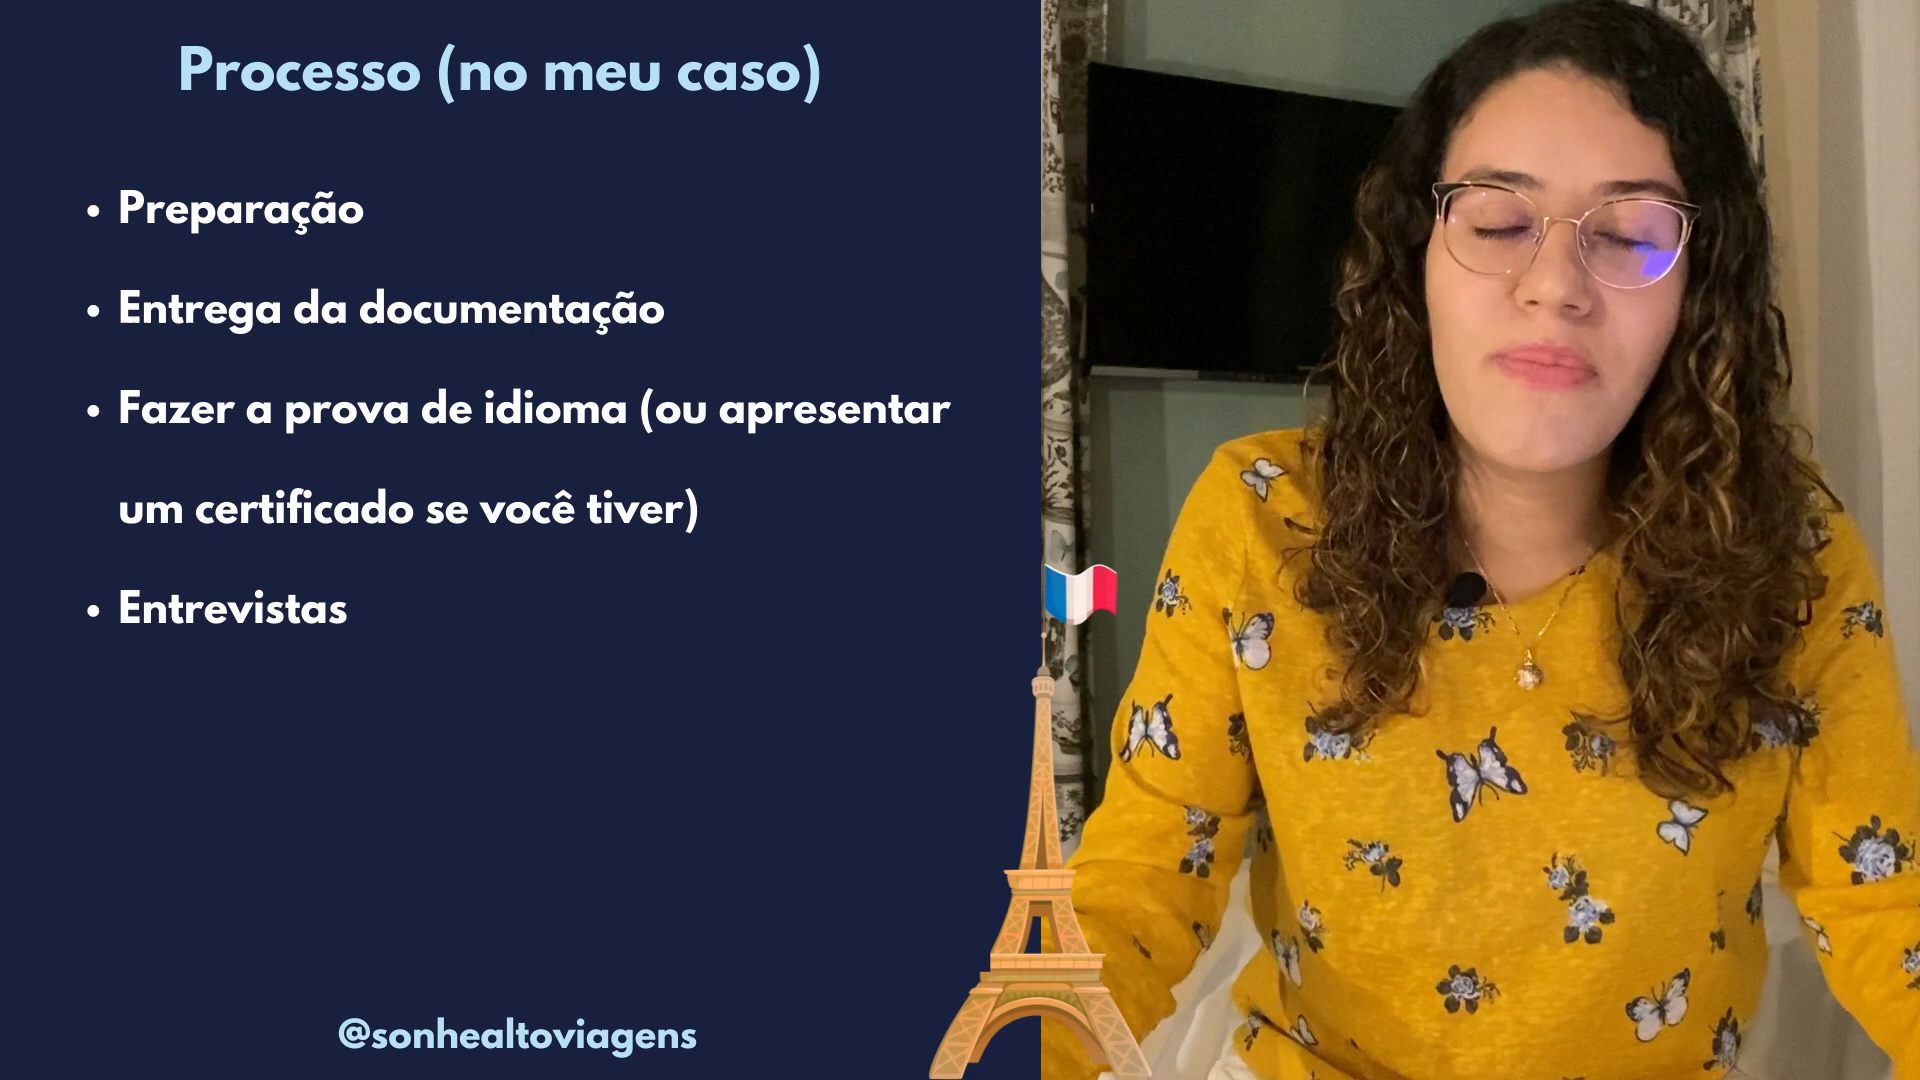 Processo (no meu caso)
• Preparação
• Entrega da documentação
• Fazer a prova de idioma (ou apresentar
um certificado se você tiver)
• Entrevistas
@sonhealtoviagens